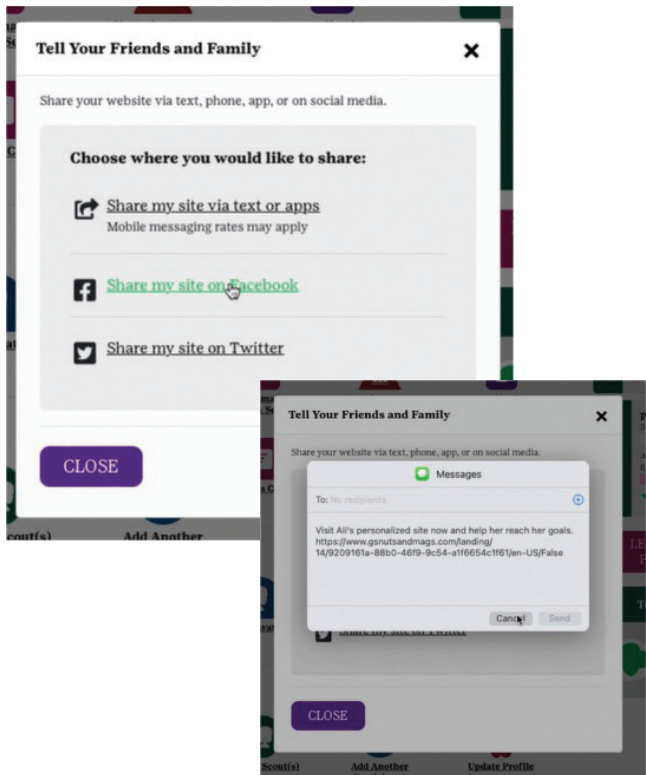 Tell Your Friends and Family
Share your website via text, phone, app, or on social media.
Choose where you would like to share:
Share my site via text or apps
Mobile messaging rates may apply
Share my site on Facebook
Share my site on Twitter
CLOSE
cout(s)
Add Another
Tell Your Friends and Family
Share your website via text, phone, app, or on social media.
Messages
To: No recipients
Visit Ali's personalized site now and help her reach her goals.
https://www.gsnutsandmags.com/landing/
14/9209161a-88b0-46f9-9c54-a1f6654c1f61/en-US/False
Cancel
Send
Share my site on Twitter
CLOSE
Scout(s)
Add Another
Update Profile